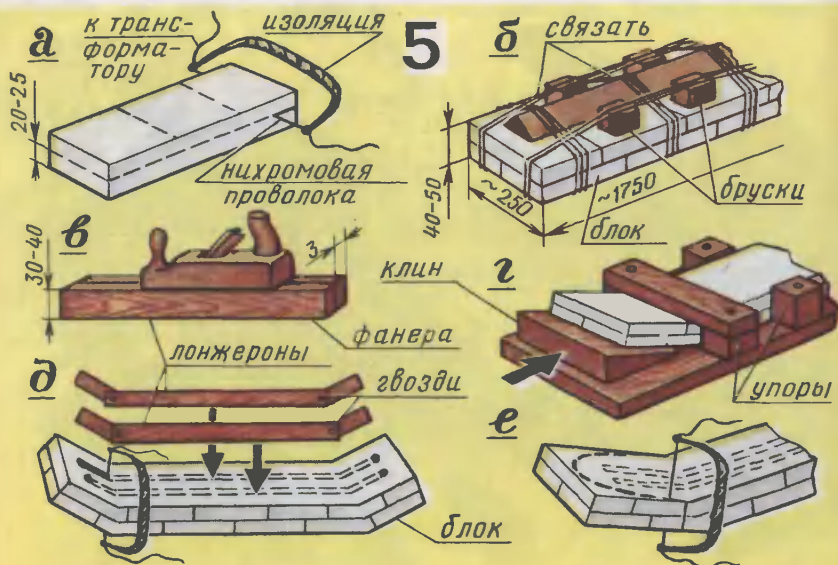 5
а
к транс-
форма-
тору
изоляция
20-25
нихромовая
проволока
б
связать
40-50
~250
~1750
бруски
блок
в
30-40
3
фанера
лонжероны
г
клин
упоры
д
гвозди
блок
е